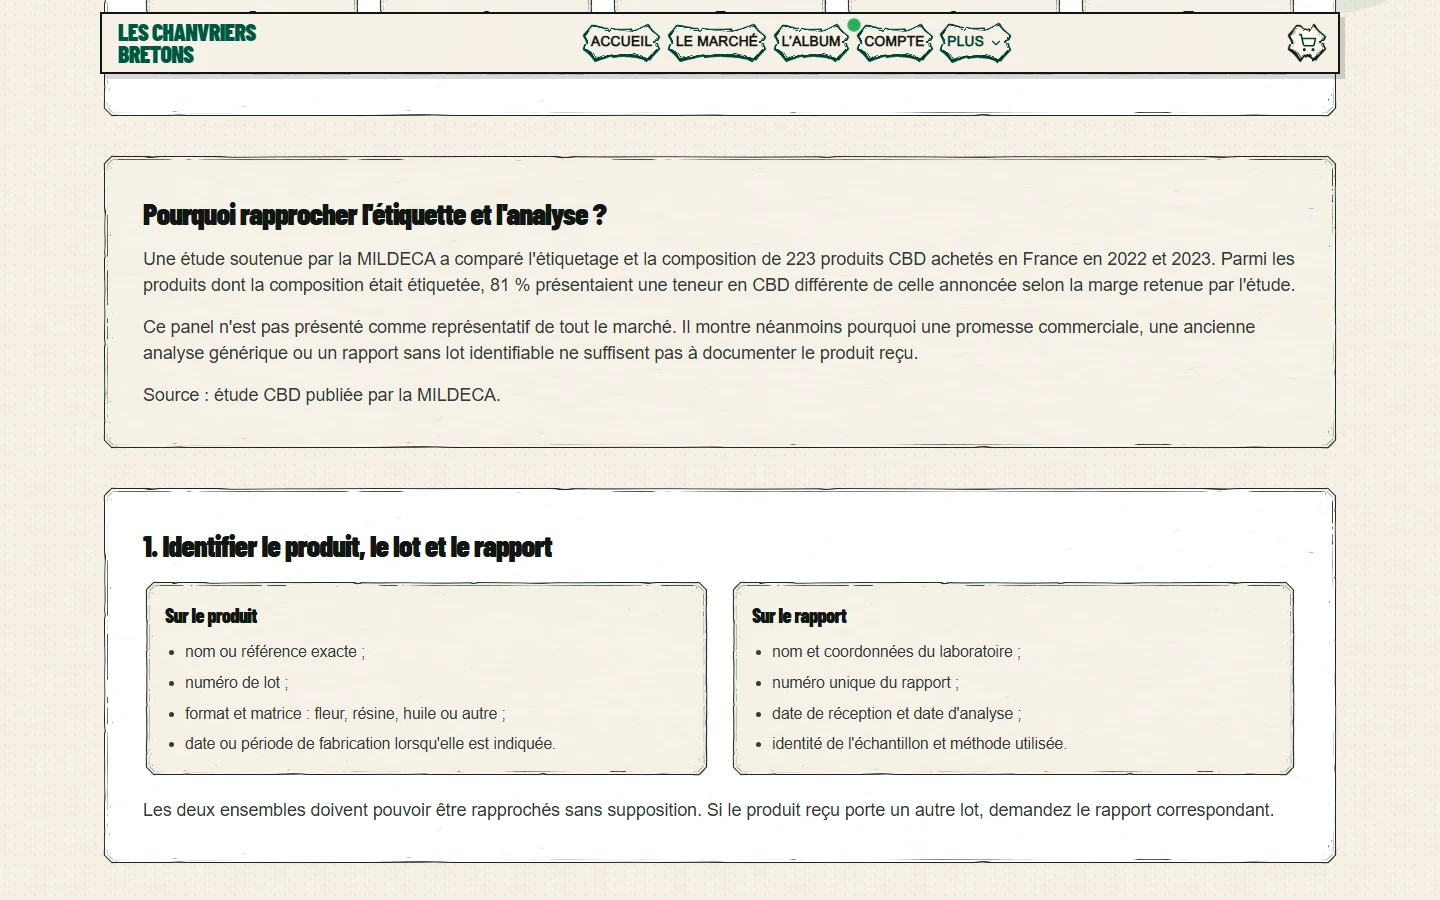 LES CHANVRIERS
BRETONS
ACCUEIL
LE MARCHÉ
L'ALBUM
COMPTE
PLUS
Pourquoi rapprocher l'étiquette et l'analyse ?
Une étude soutenue par la MILDECA a comparé l'étiquetage et la composition de 223 produits CBD achetés en France en 2022 et 2023. Parmi les
produits dont la composition était étiquetée, 81 % présentaient une teneur en CBD différente de celle annoncée selon la marge retenue par l'étude.
Ce panel n'est pas présenté comme représentatif de tout le marché. Il montre néanmoins pourquoi une promesse commerciale, une ancienne
analyse générique ou un rapport sans lot identifiable ne suffisent pas à documenter le produit reçu.
Source : étude CBD publiée par la MILDECA.
1. Identifier le produit, le lot et le rapport
Sur le produit
• nom ou référence exacte ;
• numéro de lot ;
• format et matrice : fleur, résine, huile ou autre ;
• date ou période de fabrication lorsqu'elle est indiquée.
Sur le rapport
• nom et coordonnées du laboratoire ;
• numéro unique du rapport ;
• date de réception et date d'analyse ;
• identité de l'échantillon et méthode utilisée.
Les deux ensembles doivent pouvoir être rapprochés sans supposition. Si le produit reçu porte un autre lot, demandez le rapport correspondant.